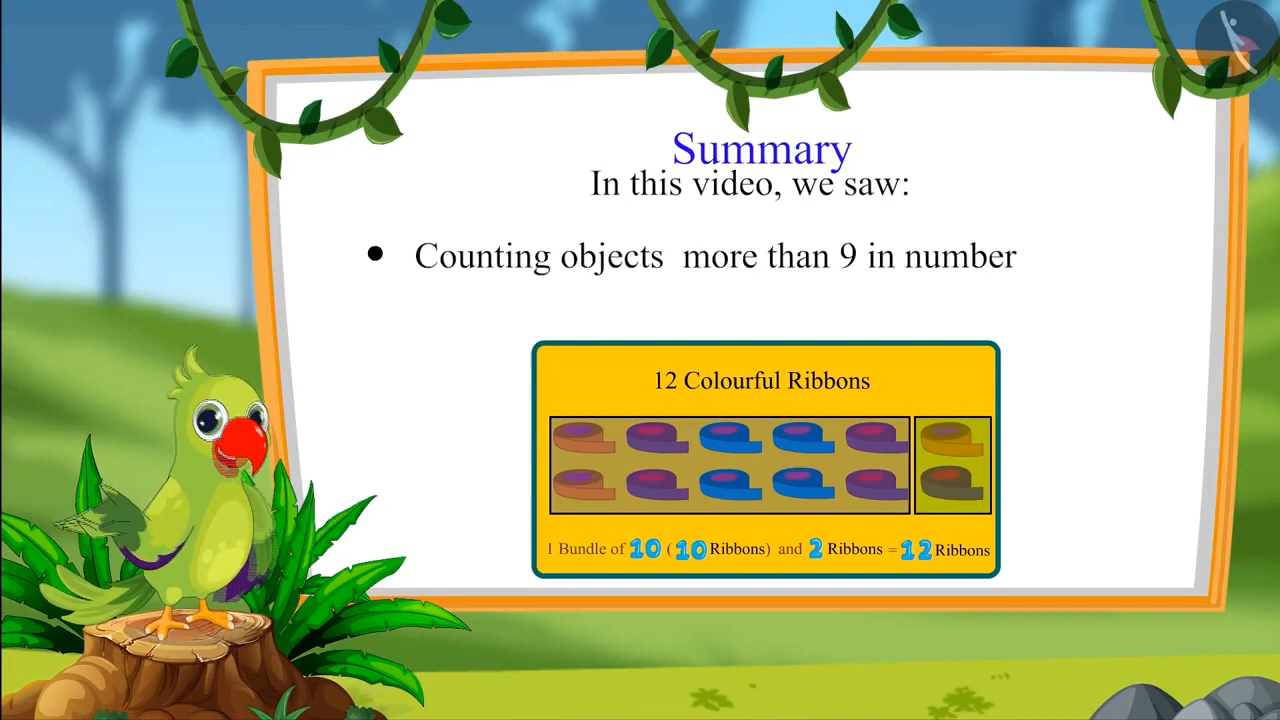 Summary
In this video, we saw:
• Counting objects more than 9 in number
12 Colourful Ribbons
1 Bundle of 10 (10 Ribbons) and 2 Ribbons = 12 Ribbons